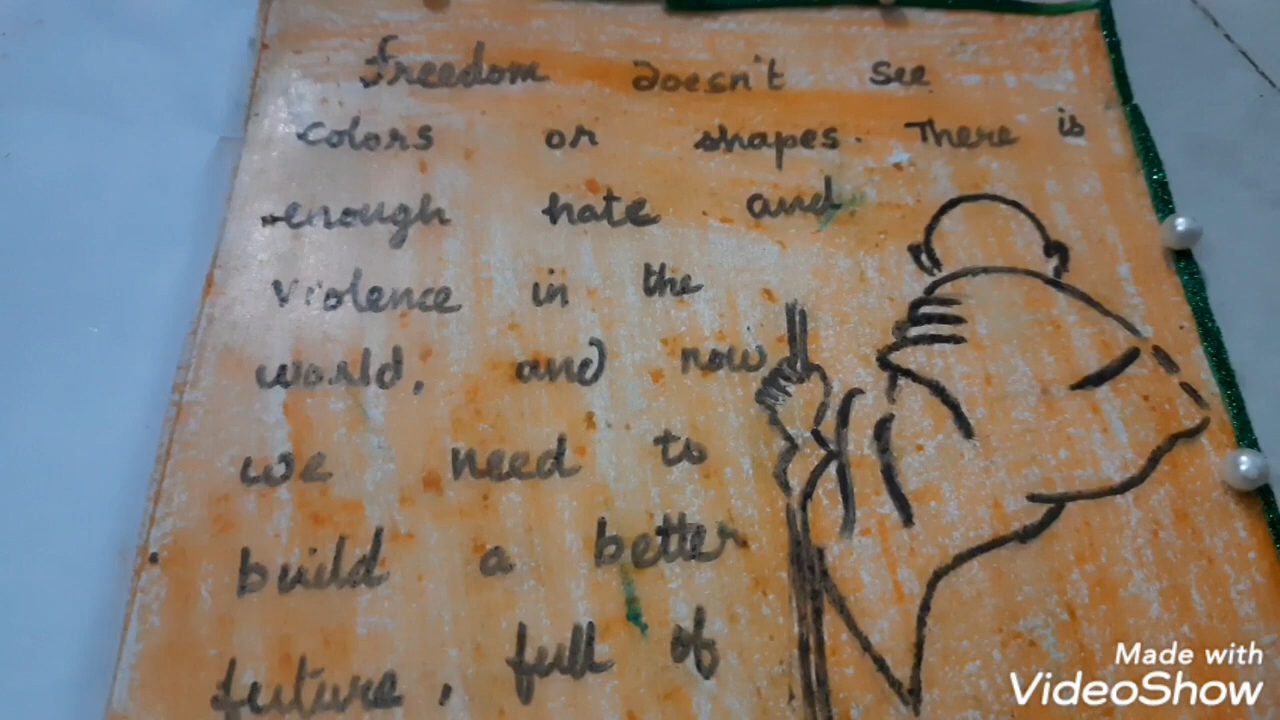 freedom doesn't see
colors or shapes. There is
enough hate and
violence in the
world, and now
we need to
build a better
future, full of
Made with
VideoShow